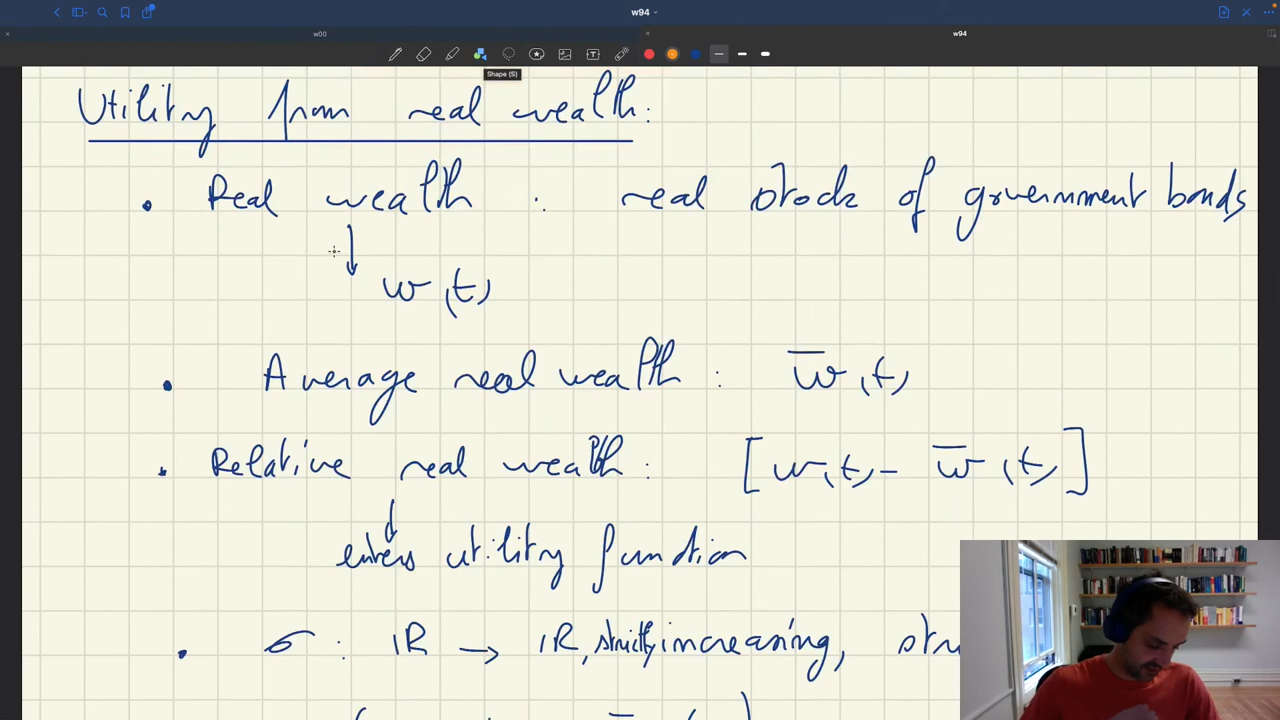 w94
w00
w94
Shape (S)
Utility from real wealth:
• Real wealth : real stock of government bonds
↓
w(t)
• Average real wealth : w̅(t)
• Relative real wealth : [w(t) - w̅(t)]
↓
enters utility function
• σ : ℝ → ℝ, strictly increasing,